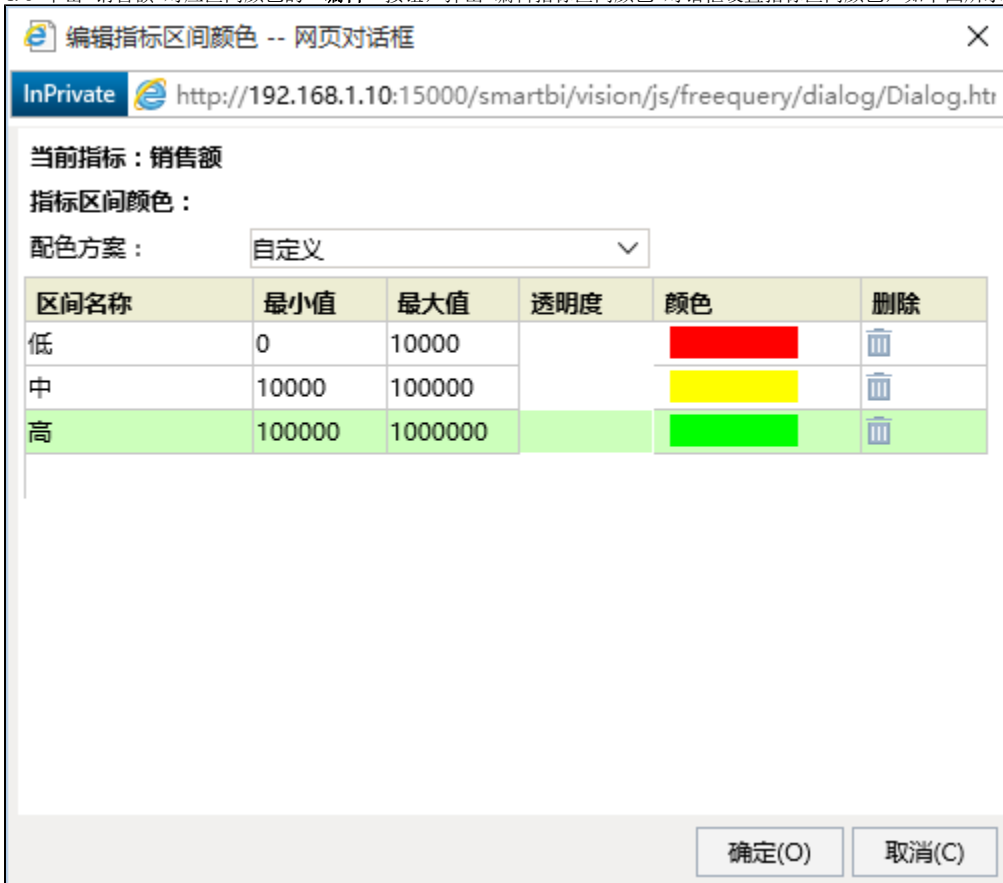 编辑指标区间颜色 -- 网页对话框
InPrivate http://192.168.1.10:15000/smartbi/vision/js/freequery/dialog/Dialog.htm
当前指标：销售额
指标区间颜色：
配色方案： 自定义
区间名称 最小值 最大值 透明度 颜色 删除
低 0 10000
中 10000 100000
高 100000 1000000
确定(O) 取消(C)